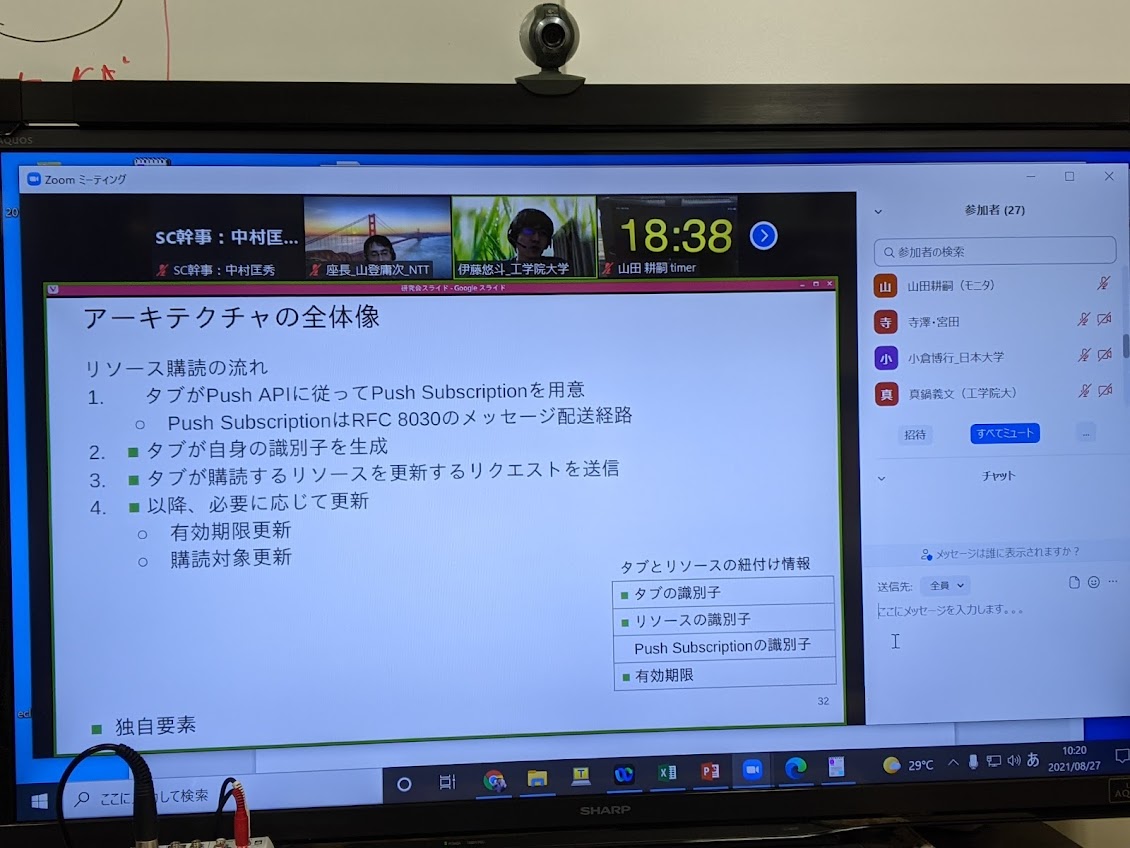 AQUOS
Zoom ミーティング
20
SC幹事：中村匡...
SC幹事：中村匡秀
座長_山登庸次_NTT
伊藤悠斗_工学院大学
18:38
山田 耕嗣 timer
研究会スライド - Google スライド
アーキテクチャの全体像
リソース購読の流れ
1. タブがPush APIに従ってPush Subscriptionを用意
○ Push SubscriptionはRFC 8030のメッセージ配送経路
2. ■ タブが自身の識別子を生成
3. ■ タブが購読するリソースを更新するリクエストを送信
4. ■ 以降、必要に応じて更新
○ 有効期限更新
○ 購読対象更新
タブとリソースの紐付け情報
■ タブの識別子
■ リソースの識別子
Push Subscriptionの識別子
■ 有効期限
32
■ 独自要素
参加者 (27)
参加者の検索
山 山田耕嗣（モニタ）
寺 寺澤・宮田
小 小倉博行_日本大学
真 真鍋義文（工学院大）
招待
すべてミュート
...
チャット
メッセージは誰に表示されますか？
送信先: 全員
ここにメッセージを入力します。。。
29℃
あ
10:20
2021/08/27
SHARP